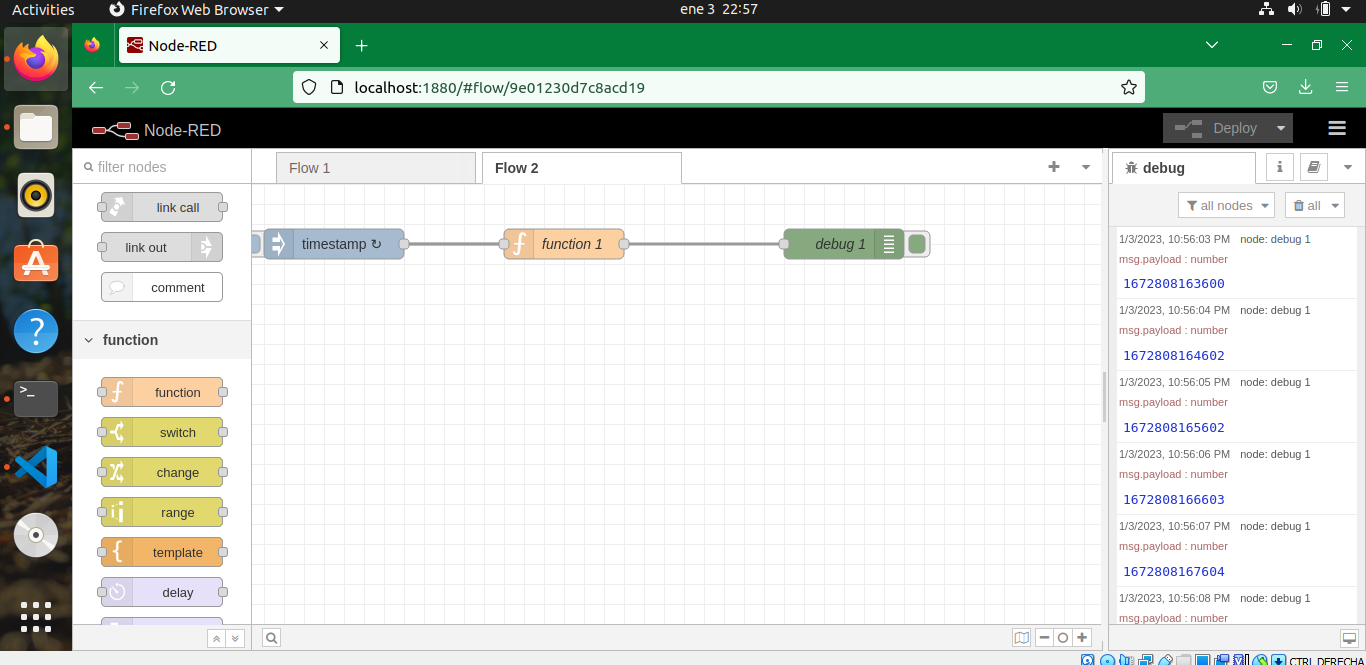 Activities
Firefox Web Browser
ene 3 22:57
Node-RED
localhost:1880/#flow/9e01230d7c8acd19
Node-RED
Deploy
filter nodes
link call
link out
comment
function
function
switch
change
range
template
delay
Flow 1
Flow 2
timestamp ↻
function 1
debug 1
debug
all nodes
all
1/3/2023, 10:56:03 PM node: debug 1
msg.payload : number
1672808163600
1/3/2023, 10:56:04 PM node: debug 1
msg.payload : number
1672808164602
1/3/2023, 10:56:05 PM node: debug 1
msg.payload : number
1672808165602
1/3/2023, 10:56:06 PM node: debug 1
msg.payload : number
1672808166603
1/3/2023, 10:56:07 PM node: debug 1
msg.payload : number
1672808167604
1/3/2023, 10:56:08 PM node: debug 1
msg.payload : number
CTRL DERECHA